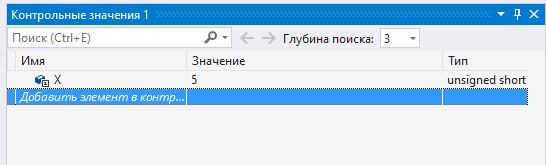 Контрольные значения 1
Поиск (Ctrl+E) Глубина поиска: 3
Имя Значение Тип
X 5 unsigned short
Добавить элемент в контр...